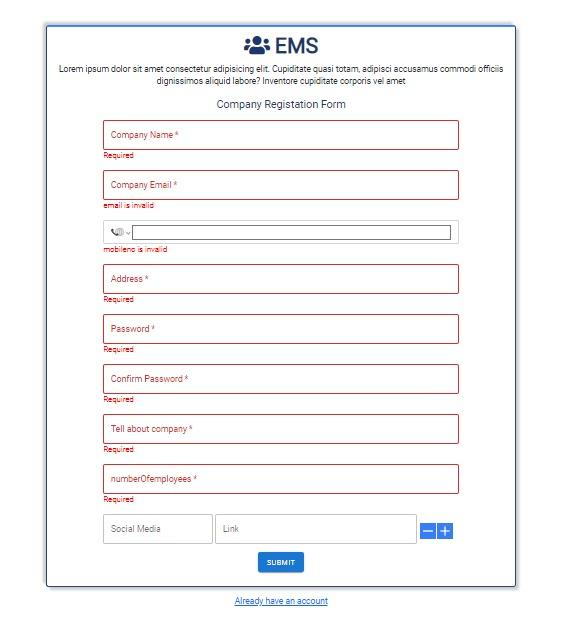 EMS
Lorem ipsum dolor sit amet consectetur adipisicing elit. Cupiditate quasi totam, adipisci accusamus commodi officiis
dignissimos aliquid labore? Inventore cupiditate corporis vel amet
Company Registation Form
Company Name *
Required
Company Email *
email is invalid
mobileno is invalid
Address *
Required
Password *
Required
Confirm Password *
Required
Tell about company *
Required
numberOfemployees *
Required
Social Media Link
SUBMIT
Already have an account